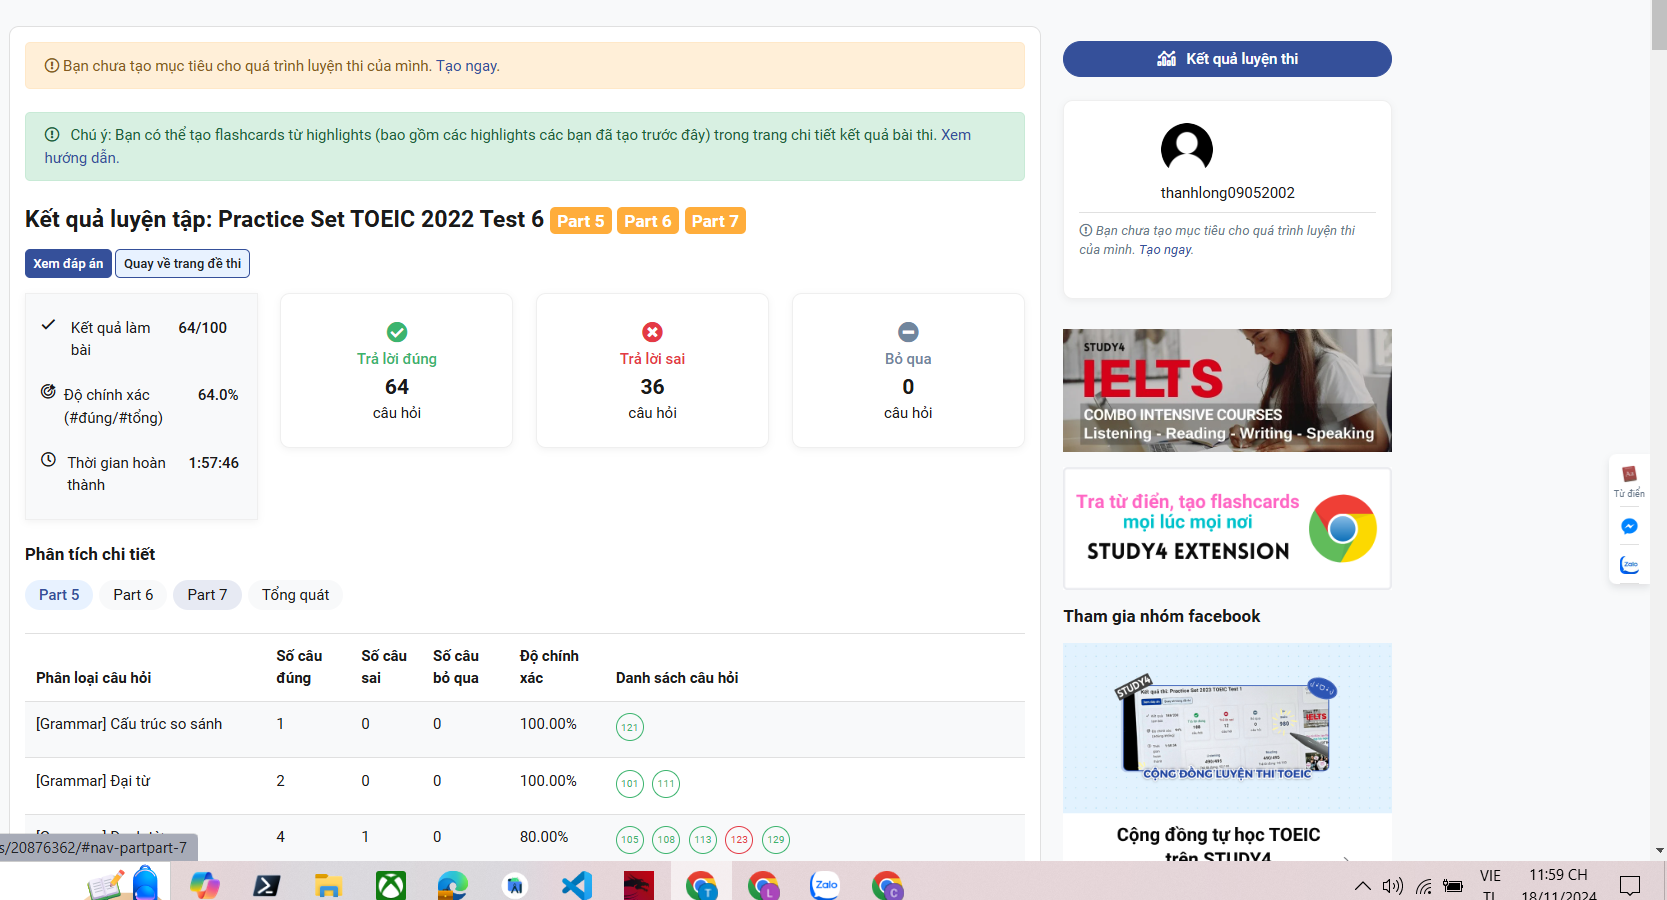 Bạn chưa tạo mục tiêu cho quá trình luyện thi của mình. Tạo ngay.
Chú ý: Bạn có thể tạo flashcards từ highlights (bao gồm các highlights các bạn đã tạo trước đây) trong trang chi tiết kết quả bài thi. Xem
hướng dẫn.
Kết quả luyện tập: Practice Set TOEIC 2022 Test 6 Part 5 Part 6 Part 7
Xem đáp án Quay về trang đề thi
Kết quả làm 64/100
bài
Độ chính xác 64.0%
(#đúng/#tổng)
Thời gian hoàn 1:57:46
thành
Trả lời đúng
64
câu hỏi
Trả lời sai
36
câu hỏi
Bỏ qua
0
câu hỏi
Phân tích chi tiết
Part 5 Part 6 Part 7 Tổng quát
Phân loại câu hỏi Số câu đúng Số câu sai Số câu bỏ qua Độ chính xác Danh sách câu hỏi
[Grammar] Cấu trúc so sánh 1 0 0 100.00% 121
[Grammar] Đại từ 2 0 0 100.00% 101 111
4 1 0 80.00% 105 108 113 123 129
s/20876362/#nav-partpart-7
Kết quả luyện thi
thanhlong09052002
Bạn chưa tạo mục tiêu cho quá trình luyện thi
của mình. Tạo ngay.
STUDY4
IELTS
COMBO INTENSIVE COURSES
Listening - Reading - Writing - Speaking
Tra từ điển, tạo flashcards
mọi lúc mọi nơi
STUDY4 EXTENSION
Tham gia nhóm facebook
STUDY4
Kết quả thi: Practice Set 2023 TOEIC Test 1
CỘNG ĐỒNG LUYỆN THI TOEIC
Cộng đồng tự học TOEIC
trên STUDY4
Từ điển
Zalo
Zalo
VIE
TL
11:59 CH
18/11/2024